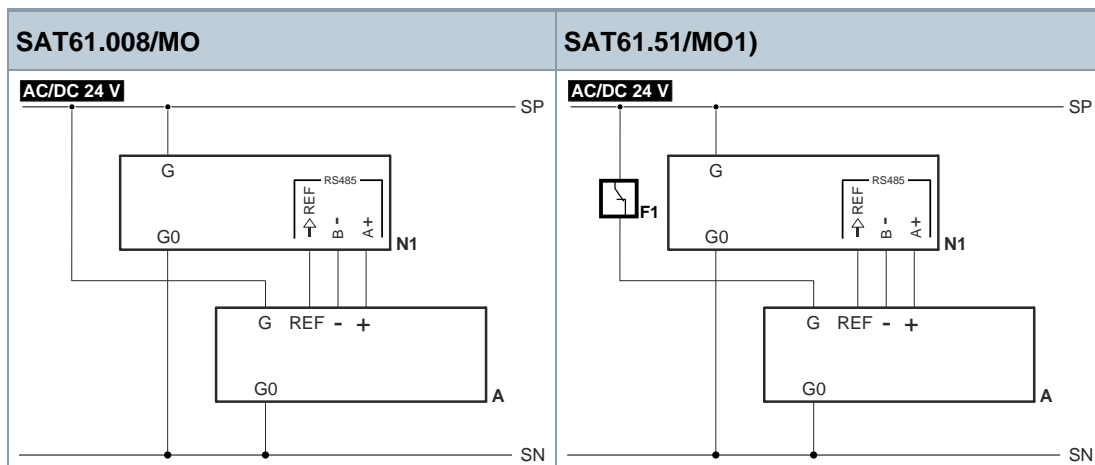 SAT61.008/MO
AC/DC 24 V
SP
G
RS485
REF
B -
A+
G0
N1
G REF - +
G0
A
SN
SAT61.51/MO1)
AC/DC 24 V
SP
G
RS485
REF
B -
A+
F1
G0
N1
G REF - +
G0
A
SN